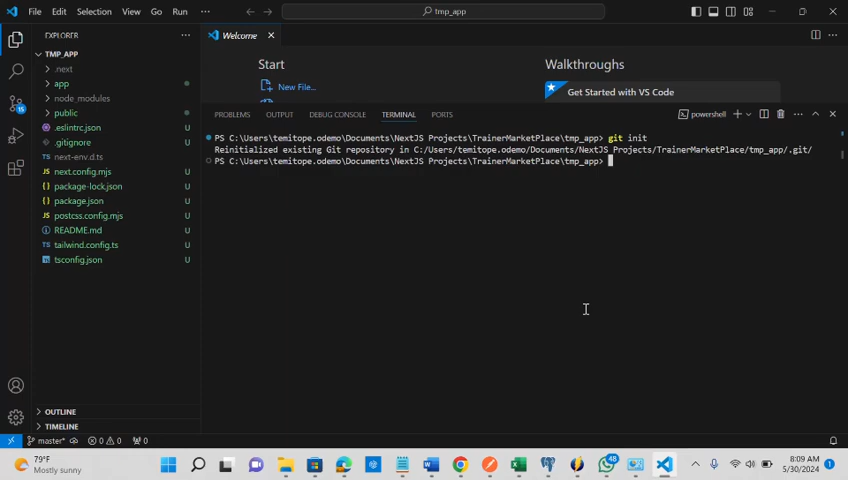 File Edit Selection View Go Run ...
tmp_app
EXPLORER
TMP_APP
.next
app
node_modules
public U
.eslintrc.json U
.gitignore U
next-env.d.ts
next.config.mjs U
package-lock.json U
package.json U
postcss.config.mjs U
README.md U
tailwind.config.ts U
tsconfig.json U
OUTLINE
TIMELINE
15
Welcome
Start
New File...
Walkthroughs
Get Started with VS Code
PROBLEMS OUTPUT DEBUG CONSOLE TERMINAL PORTS
powershell
PS C:\Users\temitope.odemo\Documents\NextJS Projects\TrainerMarketPlace\tmp_app> git init
Reinitialized existing Git repository in C:/Users/temitope.odemo/Documents/NextJS Projects/TrainerMarketPlace/tmp_app/.git/
PS C:\Users\temitope.odemo\Documents\NextJS Projects\TrainerMarketPlace\tmp_app>
master* 0 0 0
79°F
Mostly sunny
48
8:09 AM
5/30/2024